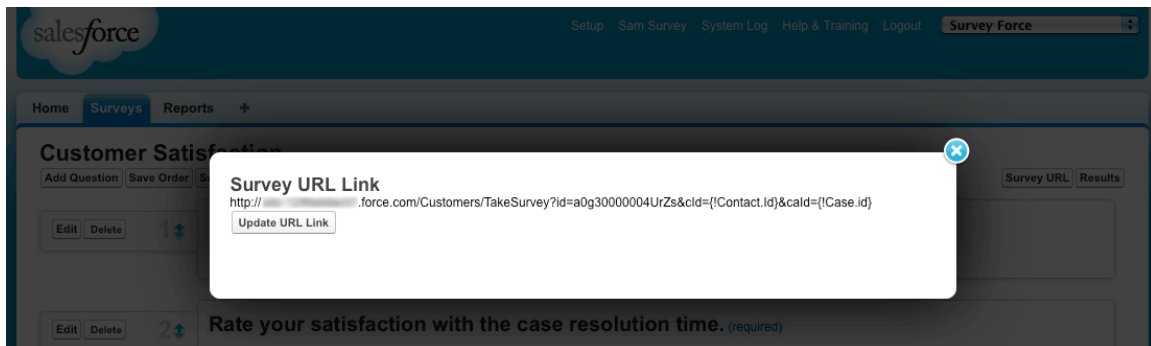 salesforce
Setup Sam Survey System Log Help & Training Logout Survey Force
Home Surveys Reports
Customer
Add Question Save Order
Survey URL Results
Survey URL Link
http:// .force.com/Customers/TakeSurvey?id=a0g30000004UrZs&cId={!Contact.Id}&caId={!Case.id}
Update URL Link
Edit Delete 1
Edit Delete 2
Rate your satisfaction with the case resolution time. (required)